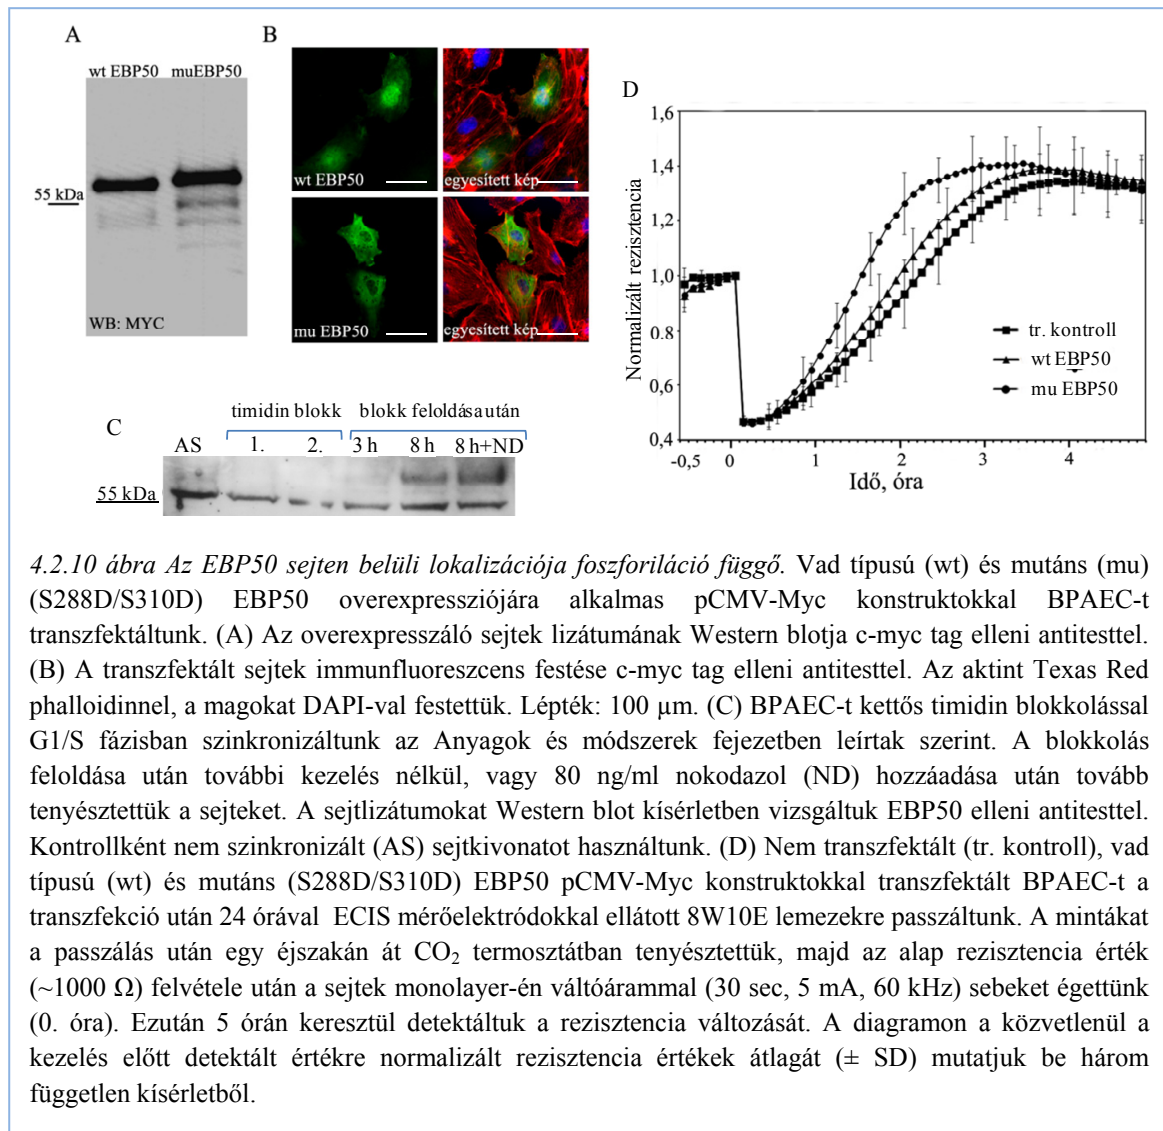 A
wt EBP50 muEBP50
55 kDa
WB: MYC
B
wt EBP50
egyesített kép
mu EBP50
egyesített kép
C
timidin blokk
blokk feloldása után
AS 1. 2. 3 h 8 h 8 h+ND
55 kDa
D
Normalizált rezisztencia
1,6
1,4
1,2
1,0
0,8
0,6
0,4
-0,5 0 1 2 3 4
Idő, óra
tr. kontroll
wt EBP50
mu EBP50
4.2.10 ábra Az EBP50 sejten belüli lokalizációja foszforiláció függő. Vad típusú (wt) és mutáns (mu)
(S288D/S310D) EBP50 overexpressziójára alkalmas pCMV-Myc konstruktokkal BPAEC-t
transzfektáltunk. (A) Az overexpresszáló sejtek lizátumának Western blotja c-myc tag elleni antitesttel.
(B) A transzfektált sejtek immunfluoreszcens festése c-myc tag elleni antitesttel. Az aktint Texas Red
phalloidinnel, a magokat DAPI-val festettük. Lépték: 100 µm. (C) BPAEC-t kettős timidin blokkolással
G1/S fázisban szinkronizáltunk az Anyagok és módszerek fejezetben leírtak szerint. A blokkolás
feloldása után további kezelés nélkül, vagy 80 ng/ml nokodazol (ND) hozzáadása után tovább
tenyésztettük a sejteket. A sejtlizátumokat Western blot kísérletben vizsgáltuk EBP50 elleni antitesttel.
Kontrollként nem szinkronizált (AS) sejtkivonatot használtunk. (D) Nem transzfektált (tr. kontroll), vad
típusú (wt) és mutáns (S288D/S310D) EBP50 pCMV-Myc konstruktokkal transzfektált BPAEC-t a
transzfekció után 24 órával ECIS mérőelektródokkal ellátott 8W10E lemezekre passzáltunk. A mintákat
a passzálás után egy éjszakán át CO₂ termosztátban tenyésztettük, majd az alap rezisztencia érték
(~1000 Ω) felvétele után a sejtek monolayer-én váltóárammal (30 sec, 5 mA, 60 kHz) sebeket égettünk
(0. óra). Ezután 5 órán keresztül detektáltuk a rezisztencia változását. A diagramon a közvetlenül a
kezelés előtt detektált értékre normalizált rezisztencia értékek átlagát (± SD) mutatjuk be három
független kísérletből.